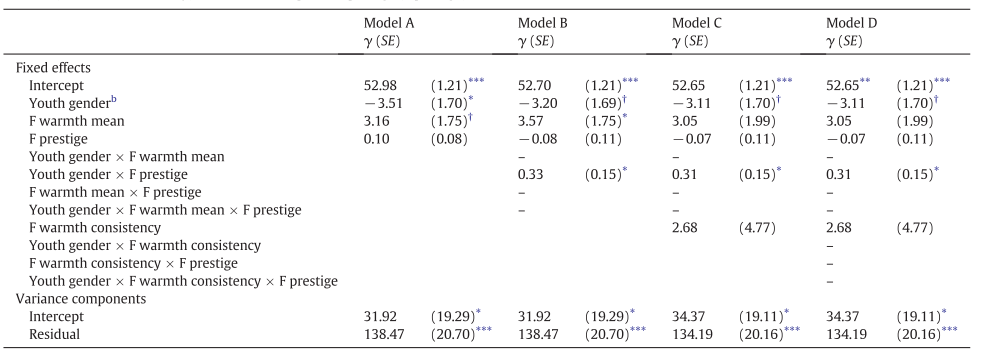 Model A Model B Model C Model D
γ (SE) γ (SE) γ (SE) γ (SE)
Fixed effects
Intercept 52.98 (1.21)*** 52.70 (1.21)*** 52.65 (1.21)*** 52.65** (1.21)***
Youth genderᵇ −3.51 (1.70)* −3.20 (1.69)† −3.11 (1.70)† −3.11 (1.70)†
F warmth mean 3.16 (1.75)† 3.57 (1.75)* 3.05 (1.99) 3.05 (1.99)
F prestige 0.10 (0.08) −0.08 (0.11) −0.07 (0.11) −0.07 (0.11)
Youth gender × F warmth mean – – –
Youth gender × F prestige 0.33 (0.15)* 0.31 (0.15)* 0.31 (0.15)*
F warmth mean × F prestige – – –
Youth gender × F warmth mean × F prestige – – –
F warmth consistency 2.68 (4.77) 2.68 (4.77)
Youth gender × F warmth consistency –
F warmth consistency × F prestige –
Youth gender × F warmth consistency × F prestige –
Variance components
Intercept 31.92 (19.29)* 31.92 (19.29)* 34.37 (19.11)* 34.37 (19.11)*
Residual 138.47 (20.70)*** 138.47 (20.70)*** 134.19 (20.16)*** 134.19 (20.16)***